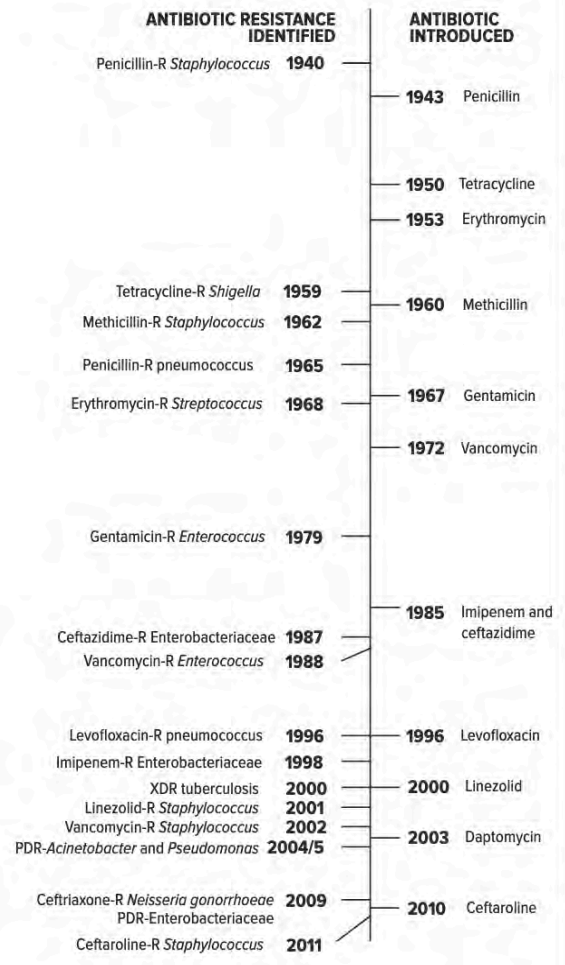 ANTIBIOTIC RESISTANCE
IDENTIFIED
ANTIBIOTIC
INTRODUCED
Penicillin-R Staphylococcus 1940
1943 Penicillin
1950 Tetracycline
1953 Erythromycin
Tetracycline-R Shigella 1959
1960 Methicillin
Methicillin-R Staphylococcus 1962
Penicillin-R pneumococcus 1965
1967 Gentamicin
Erythromycin-R Streptococcus 1968
1972 Vancomycin
Gentamicin-R Enterococcus 1979
1985 Imipenem and
ceftazidime
Ceftazidime-R Enterobacteriaceae 1987
Vancomycin-R Enterococcus 1988
Levofloxacin-R pneumococcus 1996
1996 Levofloxacin
Imipenem-R Enterobacteriaceae 1998
XDR tuberculosis 2000
2000 Linezolid
Linezolid-R Staphylococcus 2001
Vancomycin-R Staphylococcus 2002
2003 Daptomycin
PDR-Acinetobacter and Pseudomonas 2004/5
Ceftriaxone-R Neisseria gonorrhoeae 2009
PDR-Enterobacteriaceae
2010 Ceftaroline
Ceftaroline-R Staphylococcus 2011